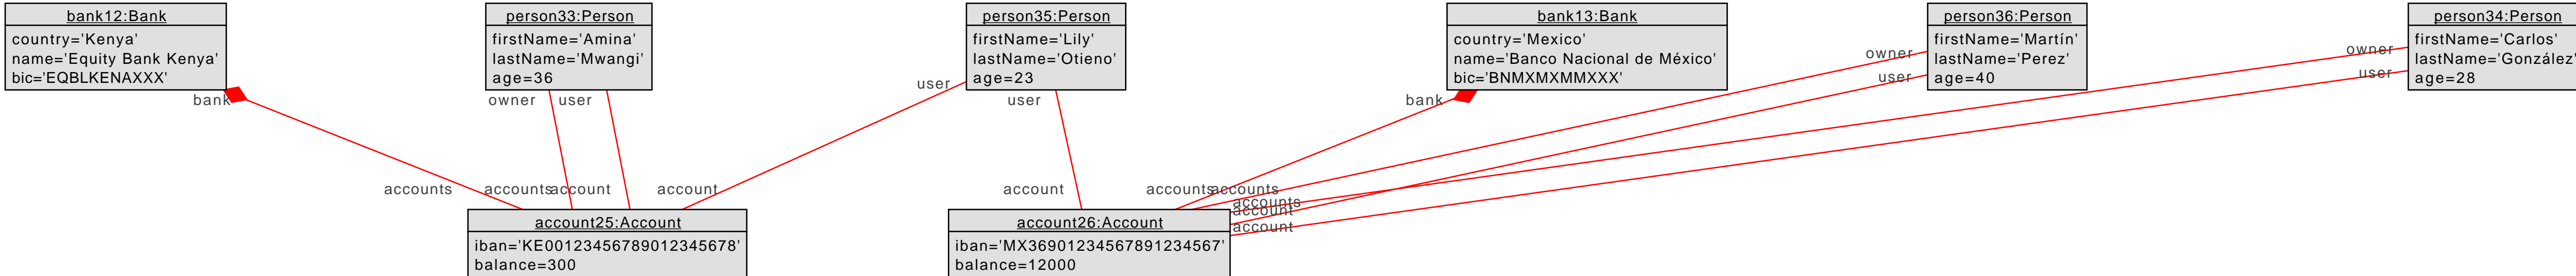 bank12:Bank
country='Kenya'
name='Equity Bank Kenya'
bic='EQBLKENAXXX'
person33:Person
firstName='Amina'
lastName='Mwangi'
age=36
person35:Person
firstName='Lily'
lastName='Otieno'
age=23
bank13:Bank
country='Mexico'
name='Banco Nacional de México'
bic='BNMXMXMMXXX'
person36:Person
firstName='Martín'
lastName='Perez'
age=40
person34:Person
firstName='Carlos'
lastName='González'
age=28
bank
owner
user
user
user
bank
owner
user
owner
user
accounts
accounts
account
account
account
accounts
accounts
accounts
account
account
account25:Account
iban='KE00123456789012345678'
balance=300
account26:Account
iban='MX36901234567891234567'
balance=12000